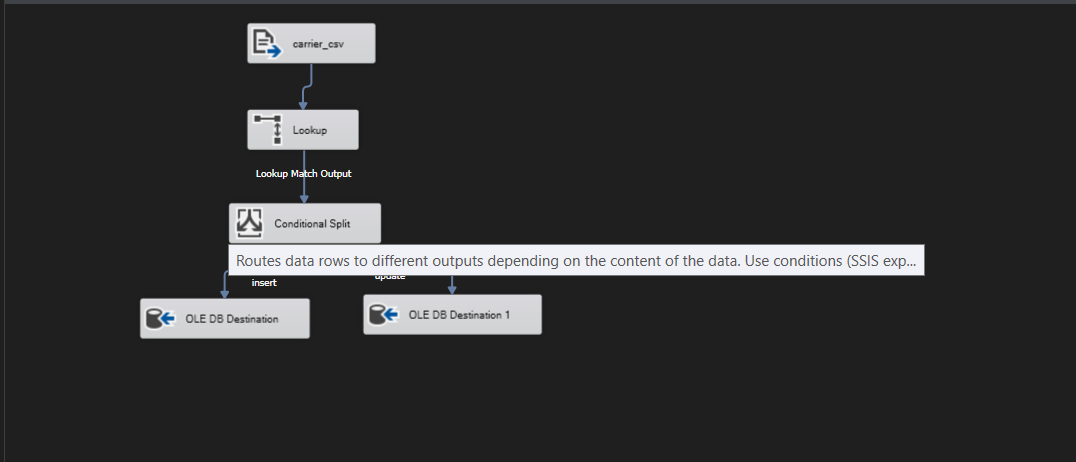 carrier_csv
Lookup
Lookup Match Output
Conditional Split
Routes data rows to different outputs depending on the content of the data. Use conditions (SSIS exp...
insert
update
OLE DB Destination
OLE DB Destination 1